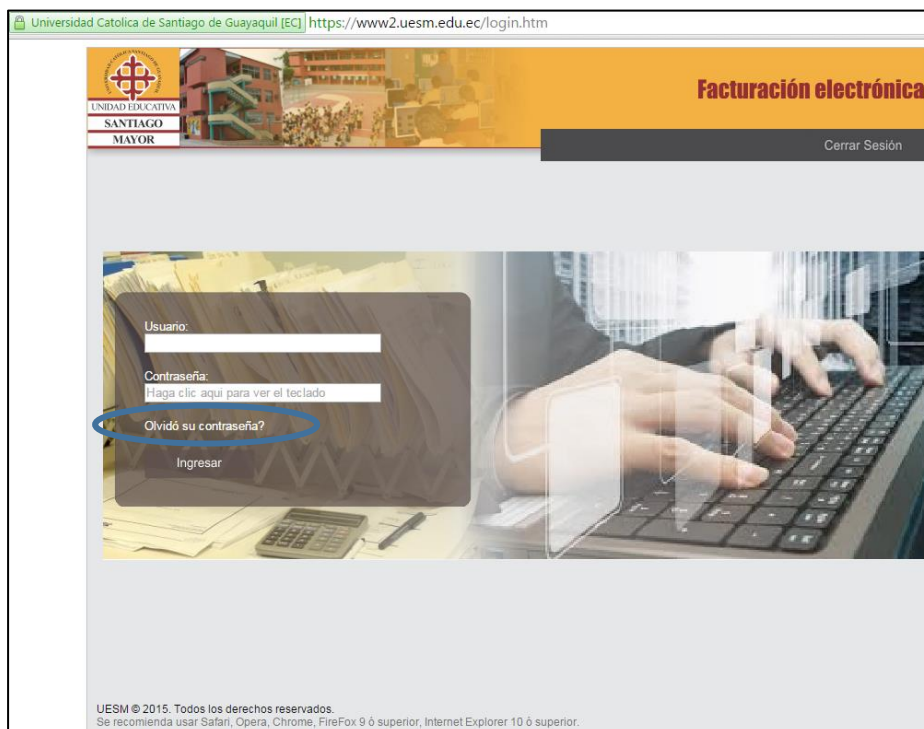 Universidad Catolica de Santiago de Guayaquil [EC] https://www2.uesm.edu.ec/login.htm
UNIDAD EDUCATIVA
SANTIAGO
MAYOR
Facturación electrónica
Cerrar Sesión
Usuario:
Contraseña:
Haga clic aqui para ver el teclado
Olvidó su contraseña?
Ingresar
UESM © 2015. Todos los derechos reservados.
Se recomienda usar Safari, Opera, Chrome, FireFox 9 ò superior, Internet Explorer 10 ò superior.